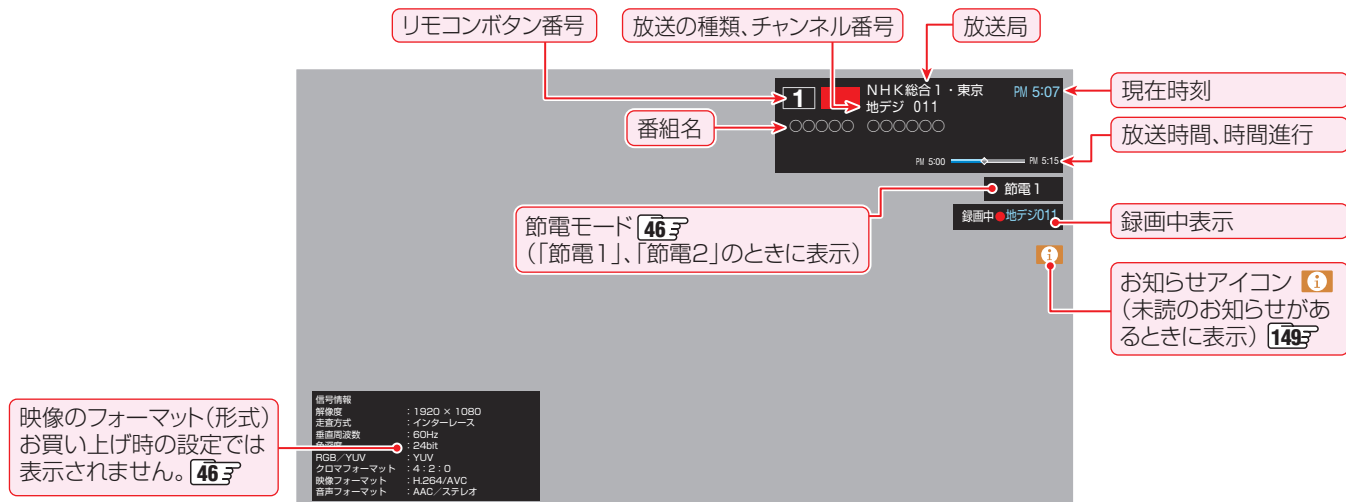 リモコンボタン番号
放送の種類、チャンネル番号
放送局
1
NHK総合1・東京
PM 5:07
現在時刻
地デジ 011
番組名
○○○○○ ○○○○○○
放送時間、時間進行
PM 5:00
PM 5:15
節電1
節電モード 46
(「節電1」、「節電2」のときに表示)
録画中●地デジ011
録画中表示
お知らせアイコン i
(未読のお知らせがあ
るときに表示) 149
映像のフォーマット(形式)
お買い上げ時の設定では
表示されません。 46
信号情報
解像度 : 1920 × 1080
走査方式 : インターレース
垂直周波数 : 60Hz
色深度 : 24bit
RGB/YUV : YUV
クロマフォーマット : 4:2:0
映像フォーマット : H.264/AVC
音声フォーマット : AAC/ステレオ